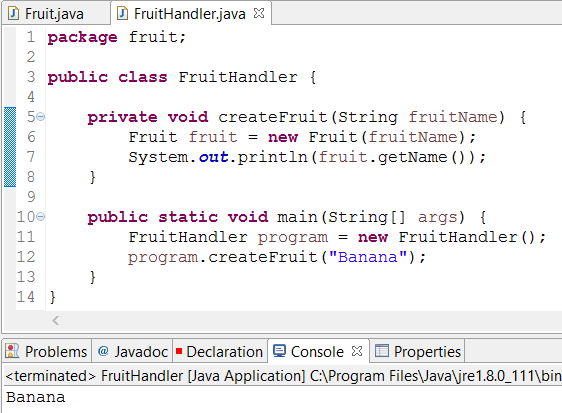 Fruit.java FruitHandler.java
1 package fruit;
2
3 public class FruitHandler {
4
5 private void createFruit(String fruitName) {
6 Fruit fruit = new Fruit(fruitName);
7 System.out.println(fruit.getName());
8 }
9
10 public static void main(String[] args) {
11 FruitHandler program = new FruitHandler();
12 program.createFruit("Banana");
13 }
14 }
Problems @ Javadoc Declaration Console Properties
<terminated> FruitHandler [Java Application] C:\Program Files\Java\jre1.8.0_111\bin
Banana